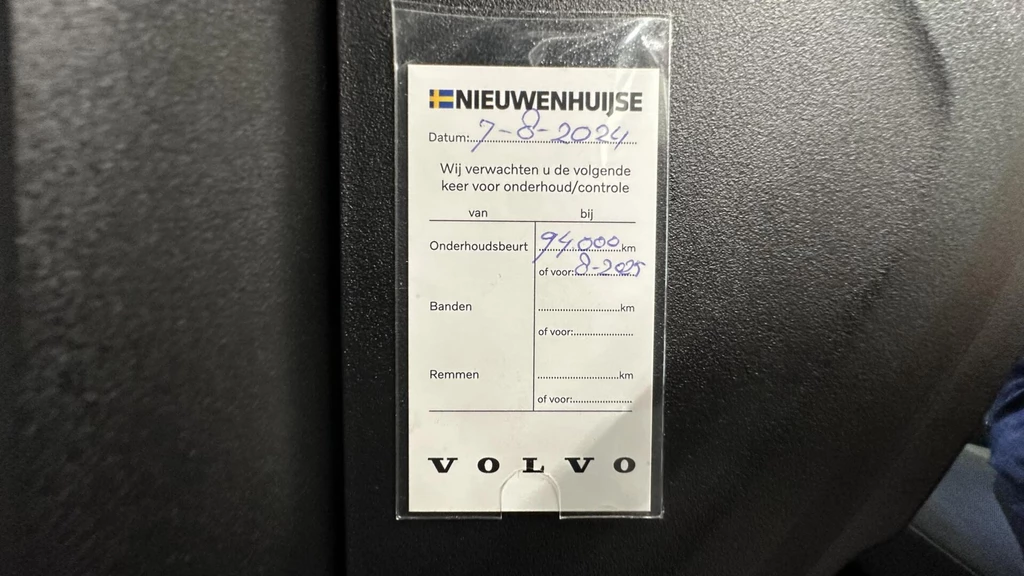 NIEUWENHUIJSE
Datum: 7-8-2024
Wij verwachten u de volgende
keer voor onderhoud/controle
van bij
Onderhoudsbeurt 94.000 km
of voor: 8-2025
Banden km
of voor:
Remmen km
of voor:
VOLVO